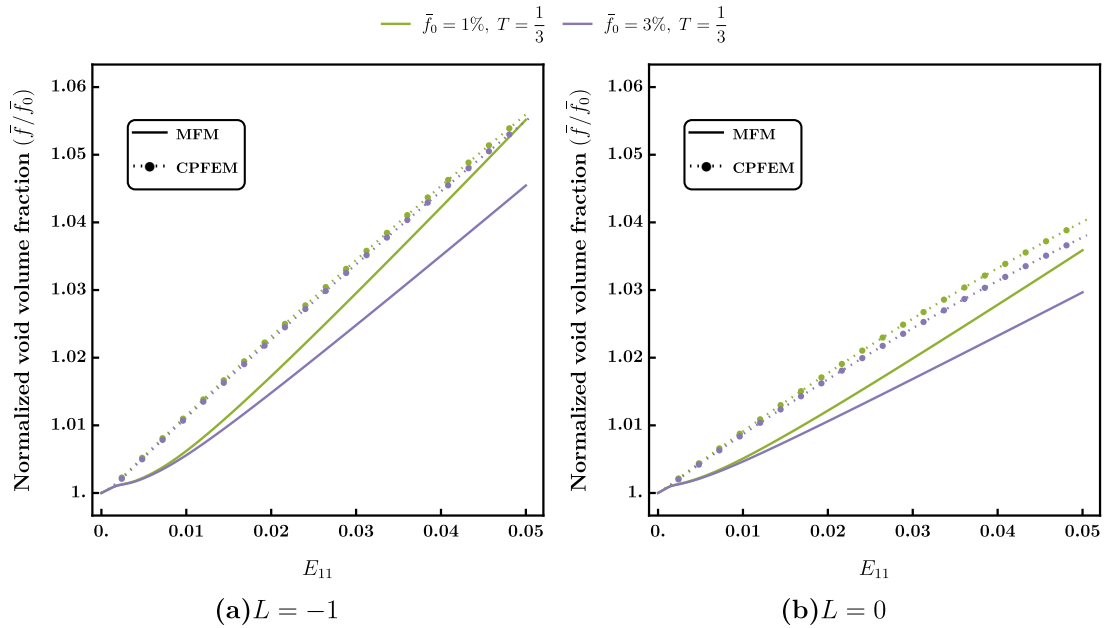 f̄₀ = 1%, T = 1/3   f̄₀ = 3%, T = 1/3
Normalized void volume fraction (f̄/f̄₀)
1.06
1.05
1.04
1.03
1.02
1.01
1.
MFM
CPFEM
0. 0.01 0.02 0.03 0.04 0.05
E₁₁
(a) L = −1
Normalized void volume fraction (f̄/f̄₀)
1.06
1.05
1.04
1.03
1.02
1.01
1.
MFM
CPFEM
0. 0.01 0.02 0.03 0.04 0.05
E₁₁
(b) L = 0